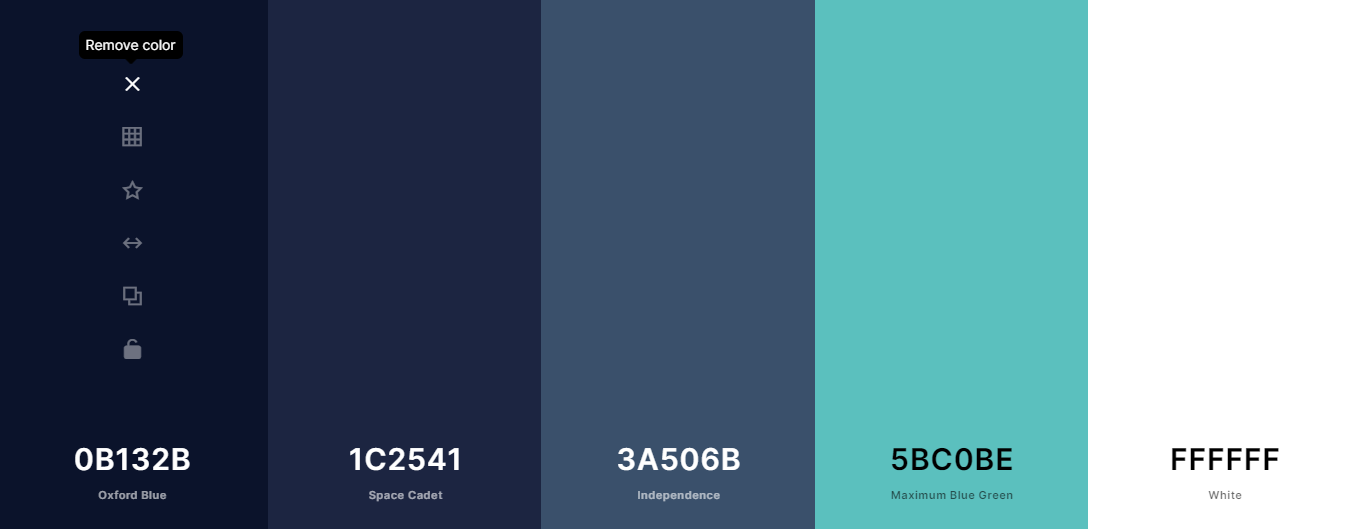 Remove color
0B132B
Oxford Blue
1C2541
Space Cadet
3A506B
Independence
5BC0BE
Maximum Blue Green
FFFFFF
White